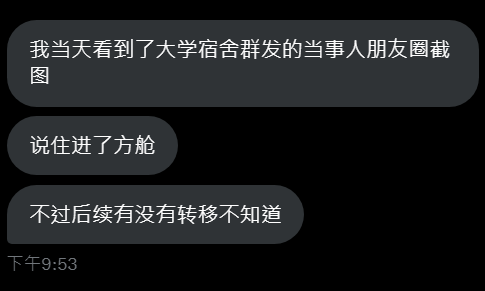 我当天看到了大学宿舍群发的当事人朋友圈截
图
说住进了方舱
不过后续有没有转移不知道
下午9:53